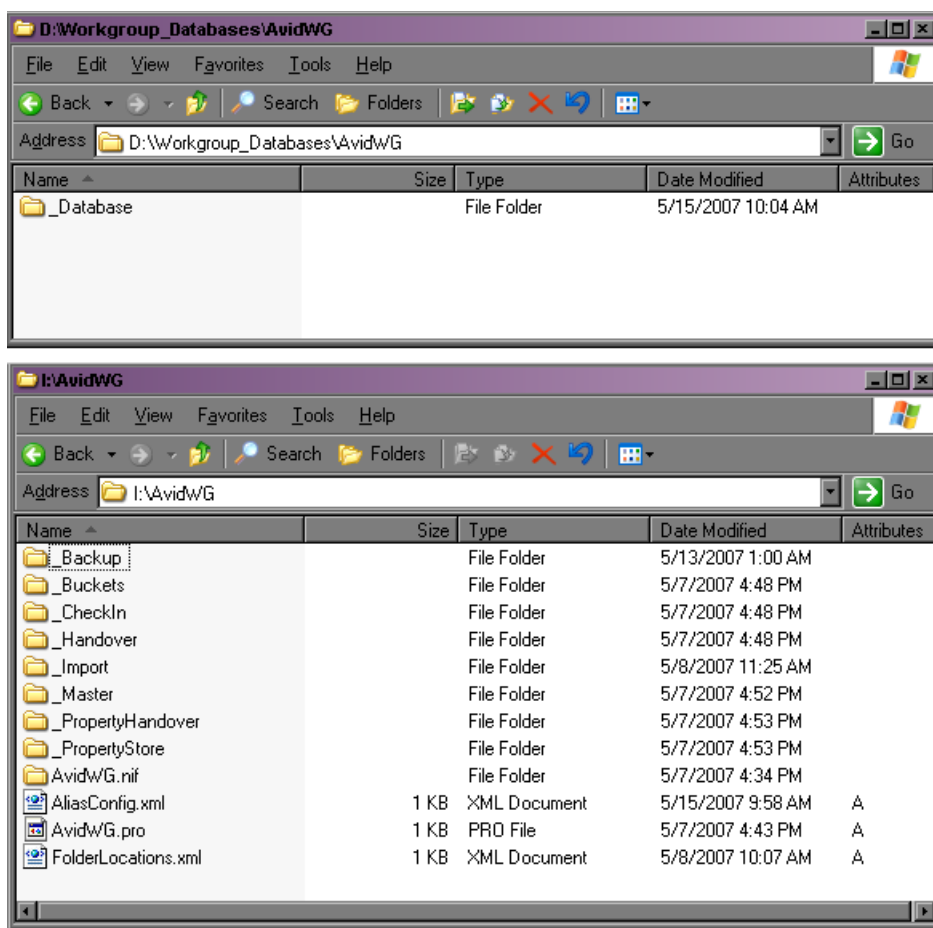 D:\Workgroup_Databases\AvidWG
File Edit View Favorites Tools Help
Back Search Folders
Address D:\Workgroup_Databases\AvidWG Go
Name Size Type Date Modified Attributes
_Database File Folder 5/15/2007 10:04 AM
I:\AvidWG
File Edit View Favorites Tools Help
Back Search Folders
Address I:\AvidWG Go
Name Size Type Date Modified Attributes
_Backup File Folder 5/13/2007 1:00 AM
_Buckets File Folder 5/7/2007 4:48 PM
_CheckIn File Folder 5/7/2007 4:48 PM
_Handover File Folder 5/7/2007 4:48 PM
_Import File Folder 5/8/2007 11:25 AM
_Master File Folder 5/7/2007 4:52 PM
_PropertyHandover File Folder 5/7/2007 4:53 PM
_PropertyStore File Folder 5/7/2007 4:53 PM
AvidWG.nif File Folder 5/7/2007 4:34 PM
AliasConfig.xml 1 KB XML Document 5/15/2007 9:58 AM A
AvidWG.pro 1 KB PRO File 5/7/2007 4:43 PM A
FolderLocations.xml 1 KB XML Document 5/8/2007 10:07 AM A